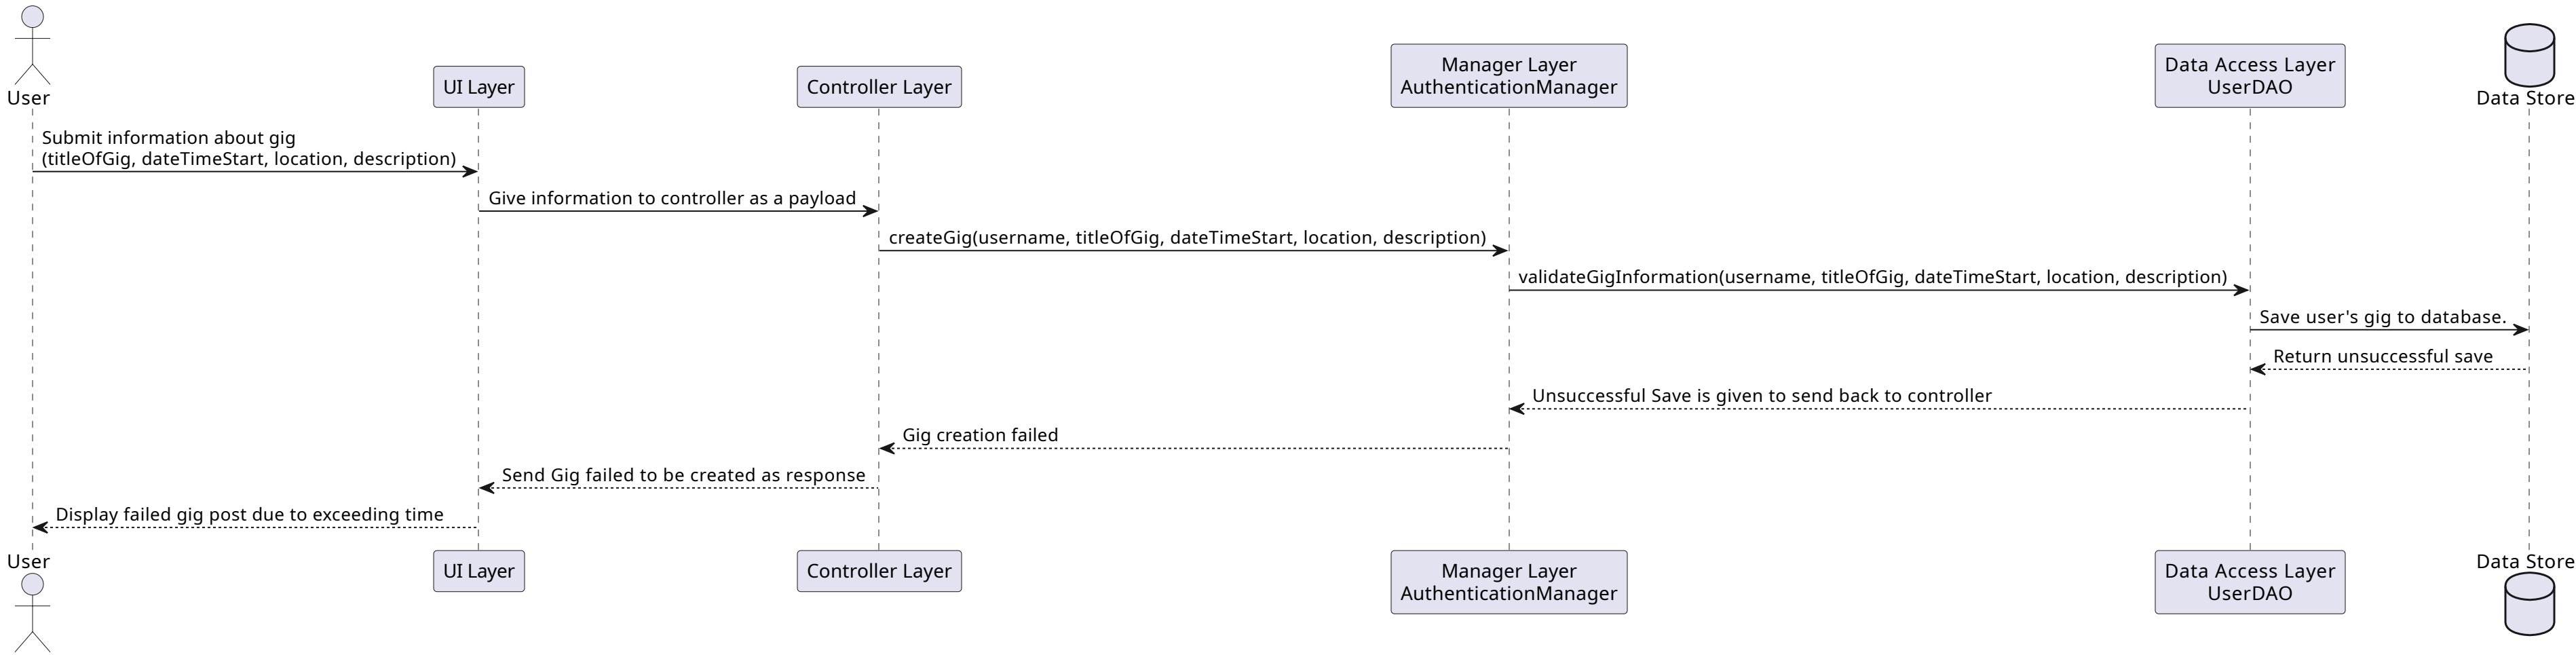 User
UI Layer
Controller Layer
Manager Layer
AuthenticationManager
Data Access Layer
UserDAO
Data Store
Submit information about gig
(titleOfGig, dateTimeStart, location, description)
Give information to controller as a payload
createGig(username, titleOfGig, dateTimeStart, location, description)
validateGigInformation(username, titleOfGig, dateTimeStart, location, description)
Save user's gig to database.
Return unsuccessful save
Unsuccessful Save is given to send back to controller
Gig creation failed
Send Gig failed to be created as response
Display failed gig post due to exceeding time
User
UI Layer
Controller Layer
Manager Layer
AuthenticationManager
Data Access Layer
UserDAO
Data Store